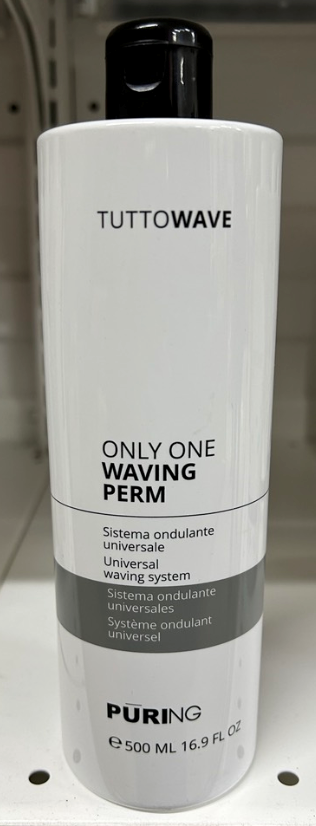 TUTTOWAVE
ONLY ONE
WAVING
PERM
Sistema ondulante
universale
Universal
waving system
Sistema ondulante
universales
Système ondulant
universel
PŪRING
℮ 500 ML 16.9 FL OZ